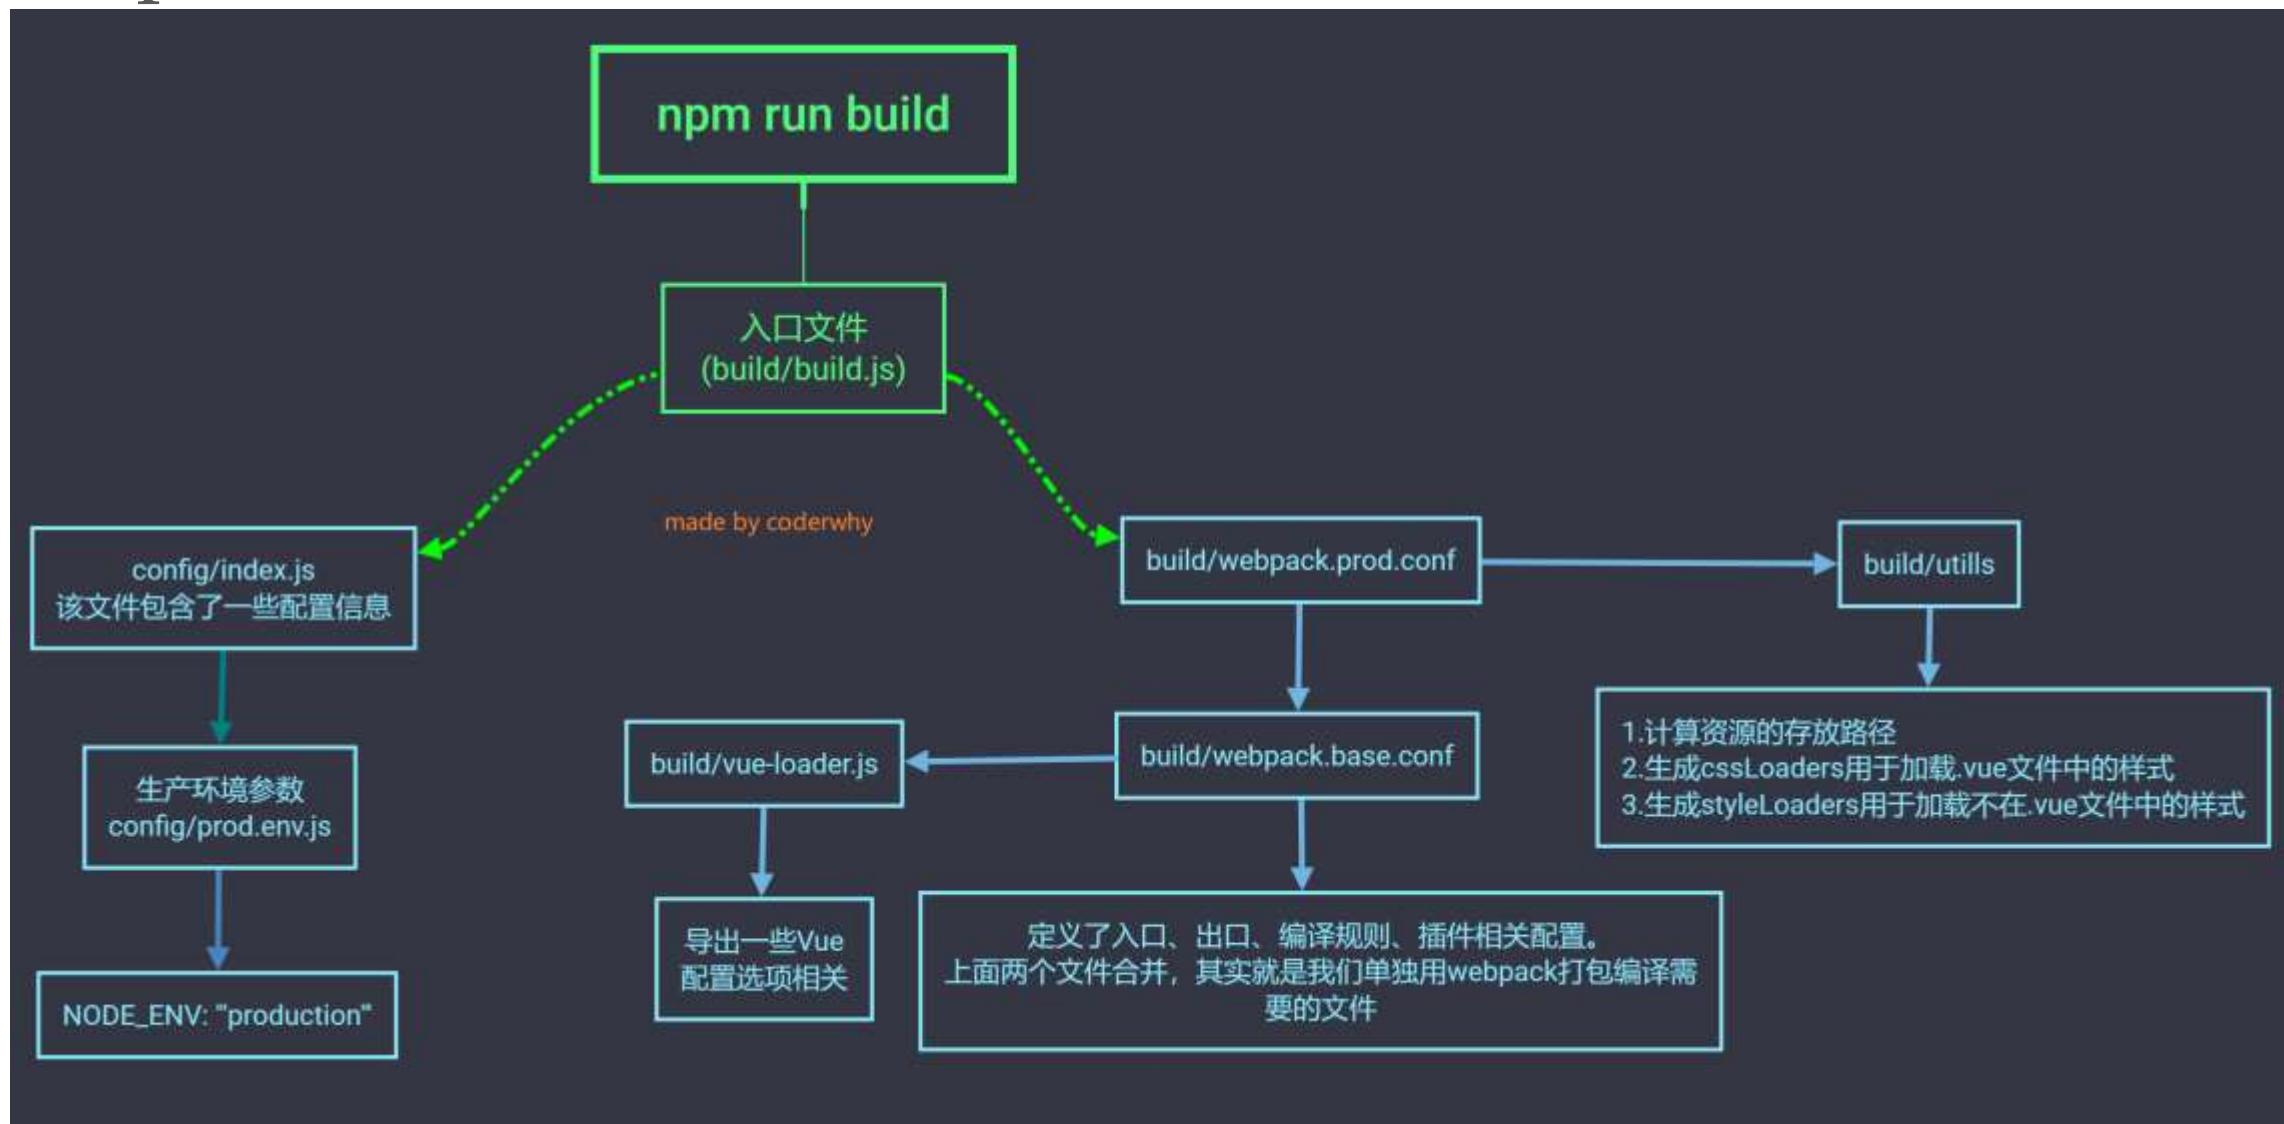 npm run build
入口文件
(build/build.js)
made by coderwhy
config/index.js
该文件包含了一些配置信息
build/webpack.prod.conf
build/utills
生产环境参数
config/prod.env.js
build/vue-loader.js
build/webpack.base.conf
1.计算资源的存放路径
2.生成cssLoaders用于加载.vue文件中的样式
3.生成styleLoaders用于加载不在.vue文件中的样式
NODE_ENV: '"production"'
导出一些Vue
配置选项相关
定义了入口、出口、编译规则、插件相关配置。
上面两个文件合并，其实就是我们单独用webpack打包编译需
要的文件